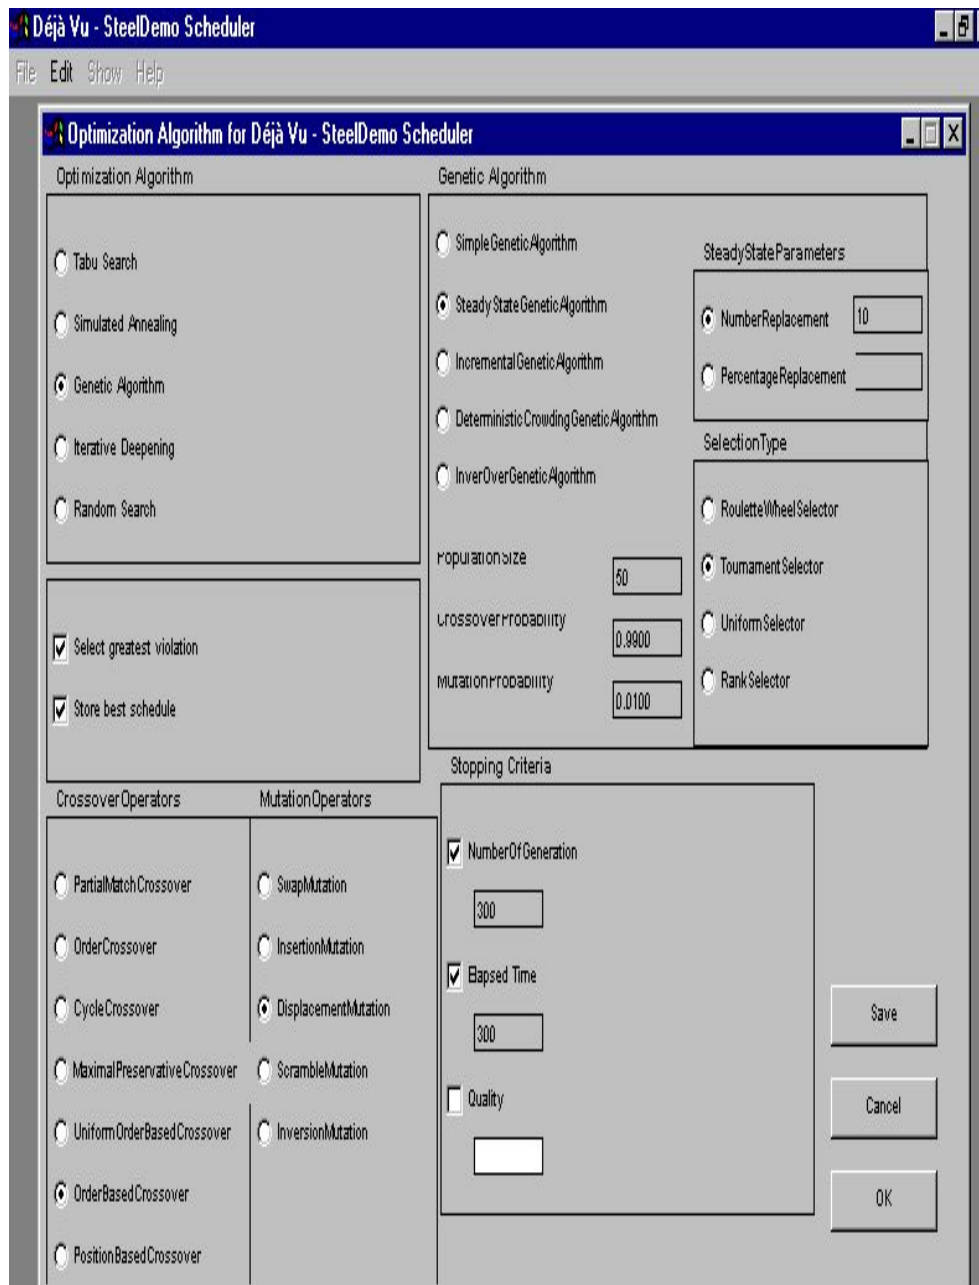 Déjà Vu - SteelDemo Scheduler
File Edit Show Help
Optimization Algorithm for Déjà Vu - SteelDemo Scheduler
Optimization Algorithm
Tabu Search
Simulated Annealing
Genetic Algorithm
Iterative Deepening
Random Search
Select greatest violation
Store best schedule
Genetic Algorithm
SimpleGeneticAlgorithm
SteadyStateGeneticAlgorithm
IncrementalGeneticAlgorithm
DeterministicCrowdingGeneticAlgorithm
InverOverGeneticAlgorithm
PopulationSize
50
CrossoverProbability
0.9900
MutationProbability
0.0100
SteadyStateParameters
NumberReplacement 10
PercentageReplacement
SelectionType
RouletteWheelSelector
TournamentSelector
UniformSelector
RankSelector
CrossoverOperators
PartialMatchCrossover
OrderCrossover
CycleCrossover
MaximalPreservativeCrossover
UniformOrderBasedCrossover
OrderBasedCrossover
PositionBasedCrossover
MutationOperators
SwapMutation
InsertionMutation
DisplacementMutation
ScrambleMutation
InversionMutation
Stopping Criteria
NumberOfGeneration
300
Elapsed Time
300
Quality
Save
Cancel
OK